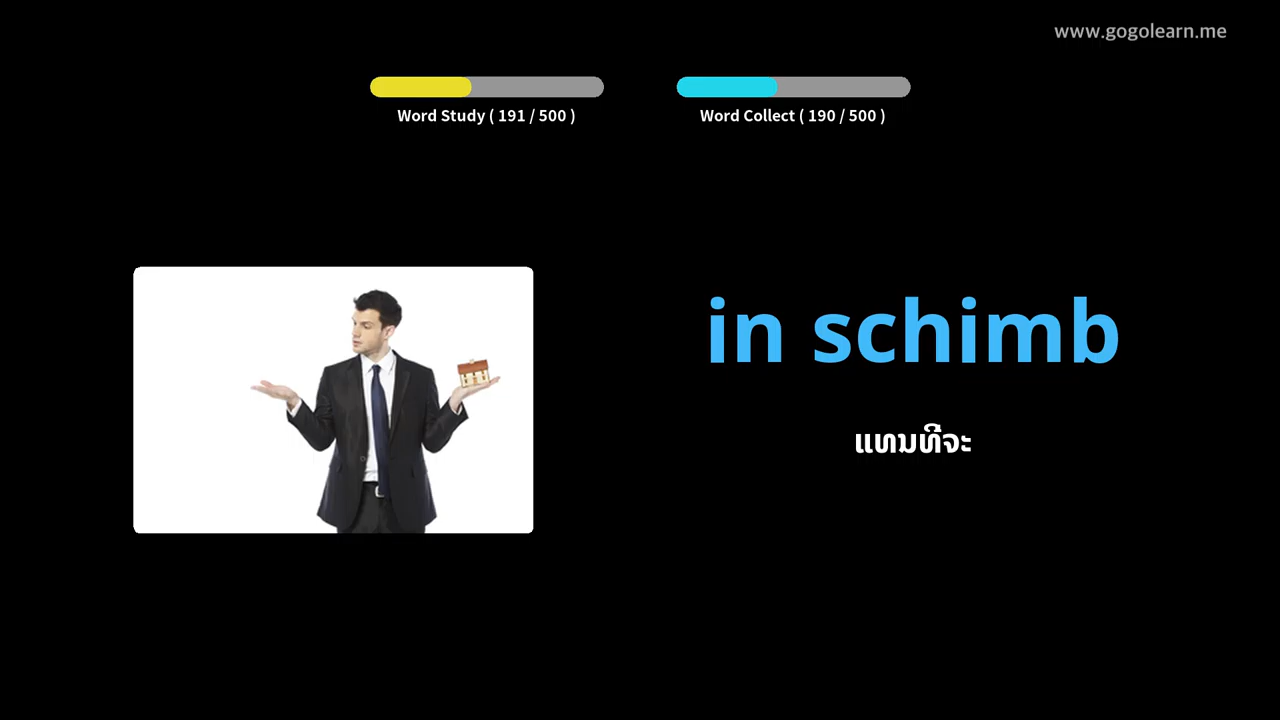 www.gogolearn.me
Word Study ( 191 / 500 )
Word Collect ( 190 / 500 )
in schimb
ແທນທີ່ຈະ